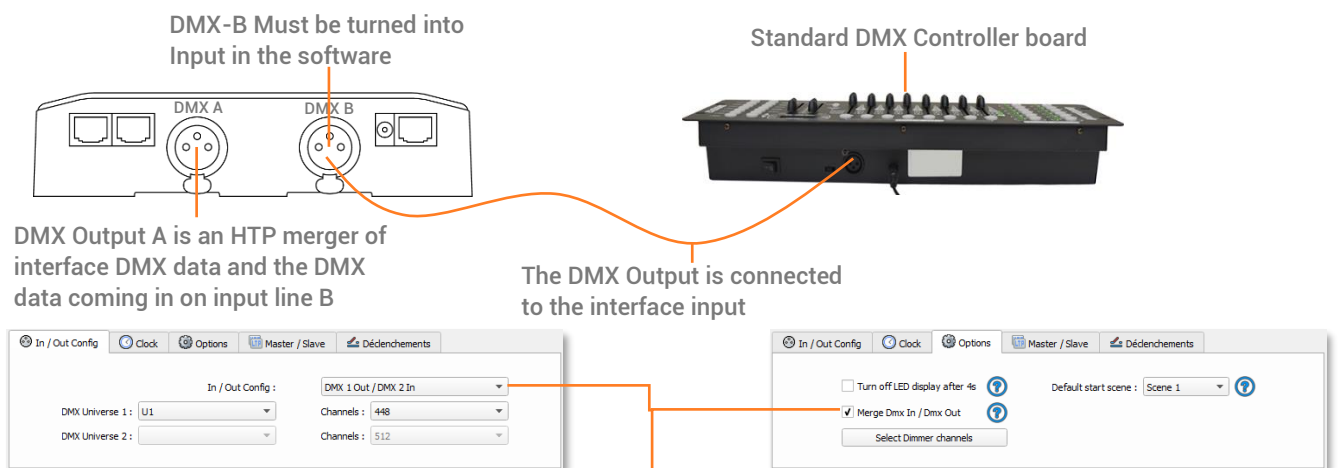 DMX-B Must be turned into
Input in the software
Standard DMX Controller board
DMX A
DMX B
DMX Output A is an HTP merger of
interface DMX data and the DMX
data coming in on input line B
The DMX Output is connected
to the interface input
In / Out Config Clock Options Master / Slave Déclenchements
In / Out Config : DMX 1 Out / DMX 2 In
DMX Universe 1 : U1 Channels : 448
DMX Universe 2 : Channels : 512
In / Out Config Clock Options Master / Slave Déclenchements
Turn off LED display after 4s ? Default start scene : Scene 1 ?
Merge Dmx In / Dmx Out ?
Select Dimmer channels